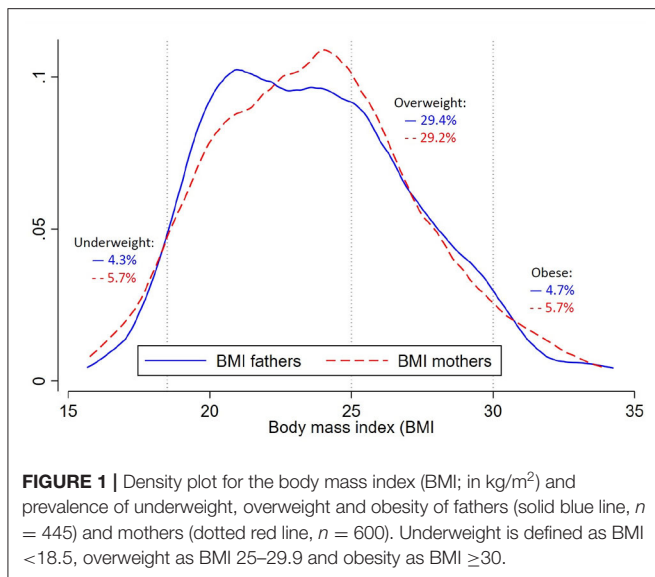 .1
.05
0
Underweight:
— 4.3%
-- 5.7%
Overweight:
— 29.4%
-- 29.2%
Obese:
— 4.7%
-- 5.7%
BMI fathers
BMI mothers
15 20 25 30 35
Body mass index (BMI
FIGURE 1 | Density plot for the body mass index (BMI; in kg/m²) and
prevalence of underweight, overweight and obesity of fathers (solid blue line, n
= 445) and mothers (dotted red line, n = 600). Underweight is defined as BMI
<18.5, overweight as BMI 25–29.9 and obesity as BMI ≥30.